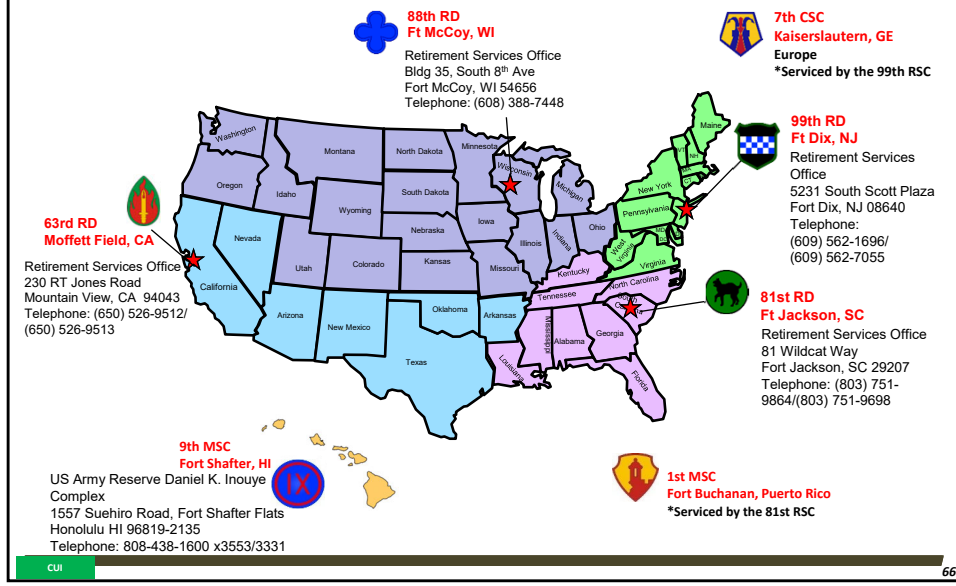 88th RD
Ft McCoy, WI
Retirement Services Office
Bldg 35, South 8th Ave
Fort McCoy, WI 54656
Telephone: (608) 388-7448
7th CSC
Kaiserslautern, GE
Europe
*Serviced by the 99th RSC
99th RD
Ft Dix, NJ
Retirement Services
Office
5231 South Scott Plaza
Fort Dix, NJ 08640
Telephone:
(609) 562-1696/
(609) 562-7055
63rd RD
Moffett Field, CA
Retirement Services Office
230 RT Jones Road
Mountain View, CA 94043
Telephone: (650) 526-9512/
(650) 526-9513
Washington
Montana
North Dakota
Minnesota
Wisconsin
Michigan
Maine
VT
NH
MA
CT
New York
Oregon
Idaho
Wyoming
South Dakota
Nebraska
Iowa
Illinois
Indiana
Ohio
Pennsylvania
MD
West
Virginia
Virginia
Nevada
Utah
Colorado
Kansas
Missouri
Kentucky
California
Arizona
New Mexico
Oklahoma
Arkansas
Tennessee
North Carolina
South
Texas
Louisiana
Mississippi
Alabama
Georgia
Florida
81st RD
Ft Jackson, SC
Retirement Services Office
81 Wildcat Way
Fort Jackson, SC 29207
Telephone: (803) 751-
9864/(803) 751-9698
9th MSC
Fort Shafter, HI
US Army Reserve Daniel K. Inouye
Complex
1557 Suehiro Road, Fort Shafter Flats
Honolulu HI 96819-2135
Telephone: 808-438-1600 x3553/3331
IX
1st MSC
Fort Buchanan, Puerto Rico
*Serviced by the 81st RSC
CUI
66